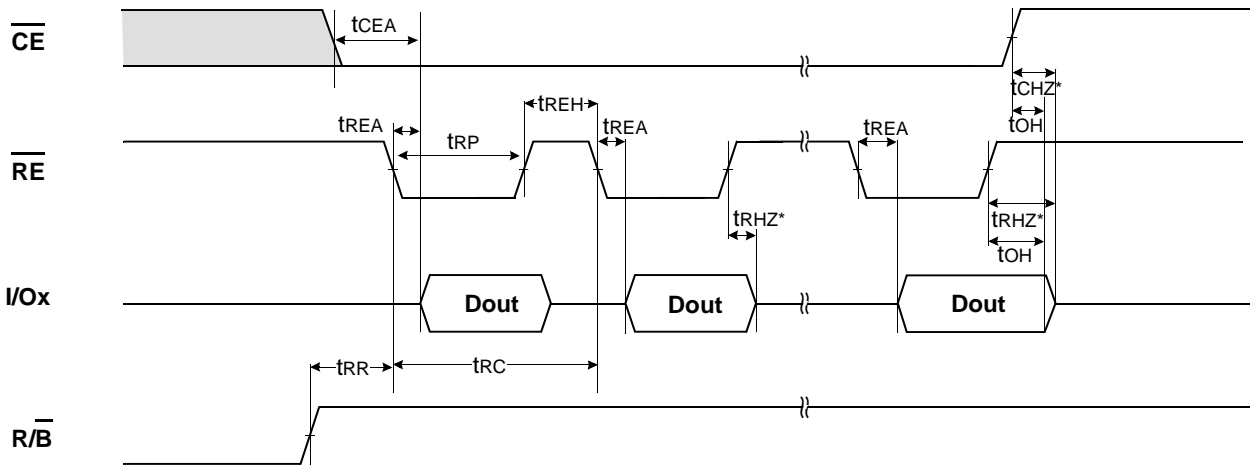 CE
tCEA
tCHZ*
tREH
tREA
tREA
tREA
tOH
tRP
RE
tRHZ*
tRHZ*
tOH
I/Ox
Dout
Dout
Dout
tRR
tRC
R/B